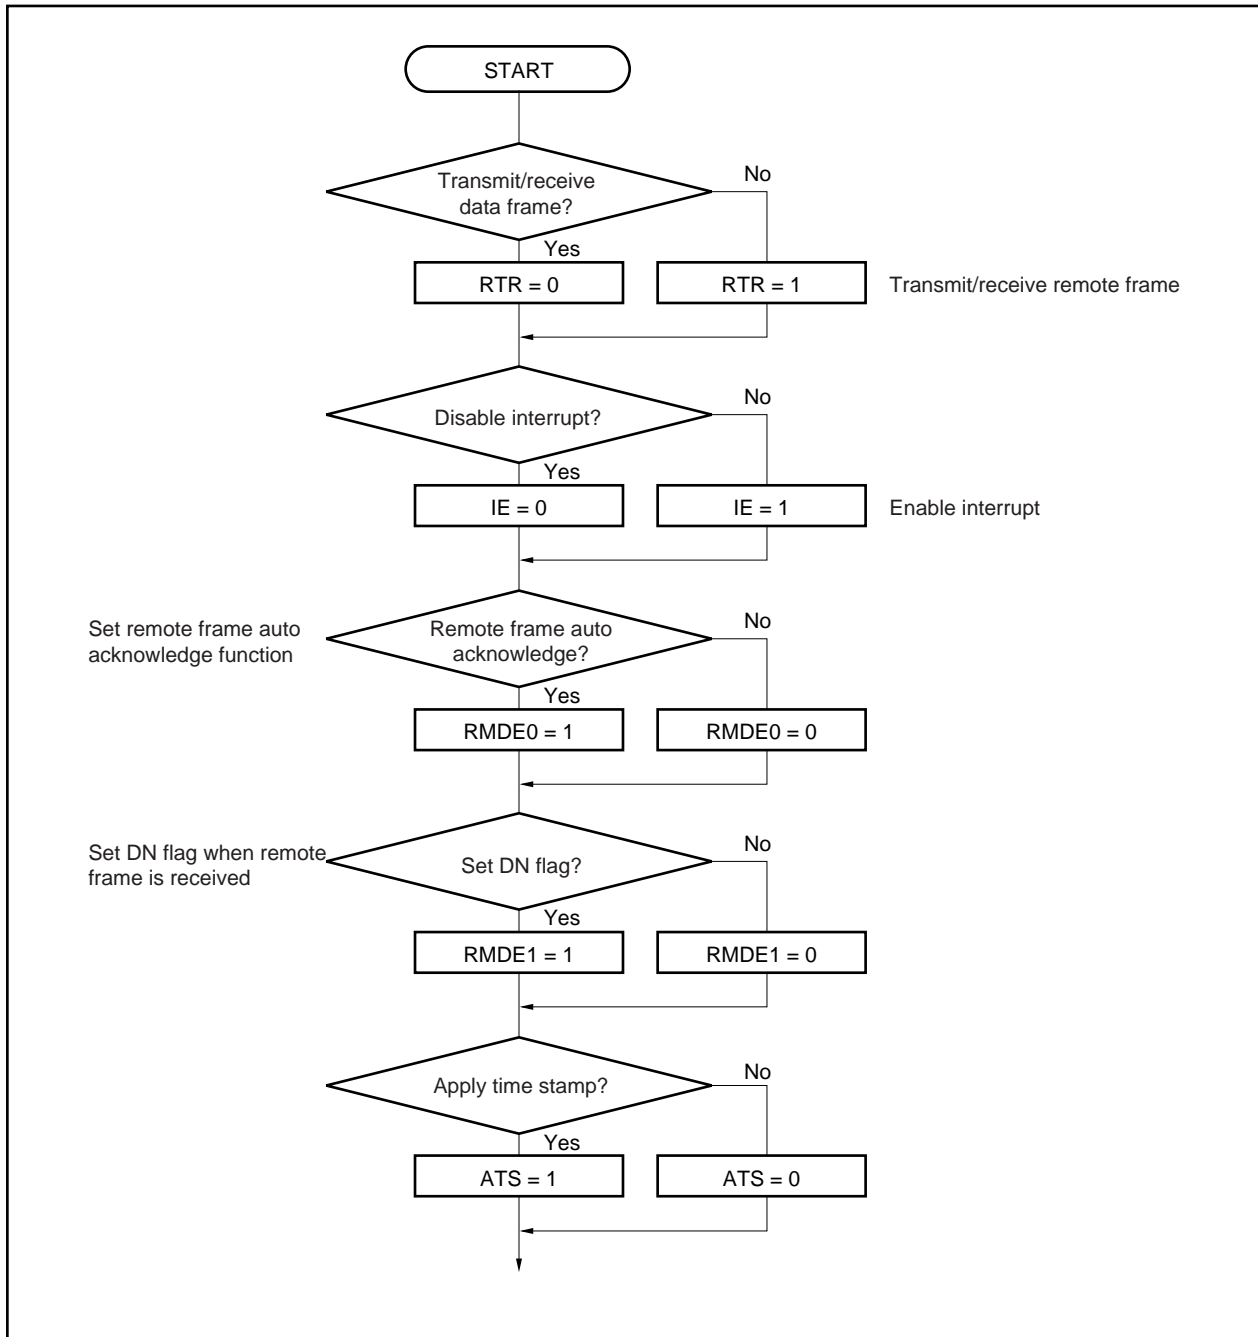 START
Transmit/receive
data frame?
No
Yes
RTR = 0
RTR = 1
Transmit/receive remote frame
Disable interrupt?
No
Yes
IE = 0
IE = 1
Enable interrupt
Set remote frame auto
acknowledge function
Remote frame auto
acknowledge?
No
Yes
RMDE0 = 1
RMDE0 = 0
Set DN flag when remote
frame is received
Set DN flag?
No
Yes
RMDE1 = 1
RMDE1 = 0
Apply time stamp?
No
Yes
ATS = 1
ATS = 0